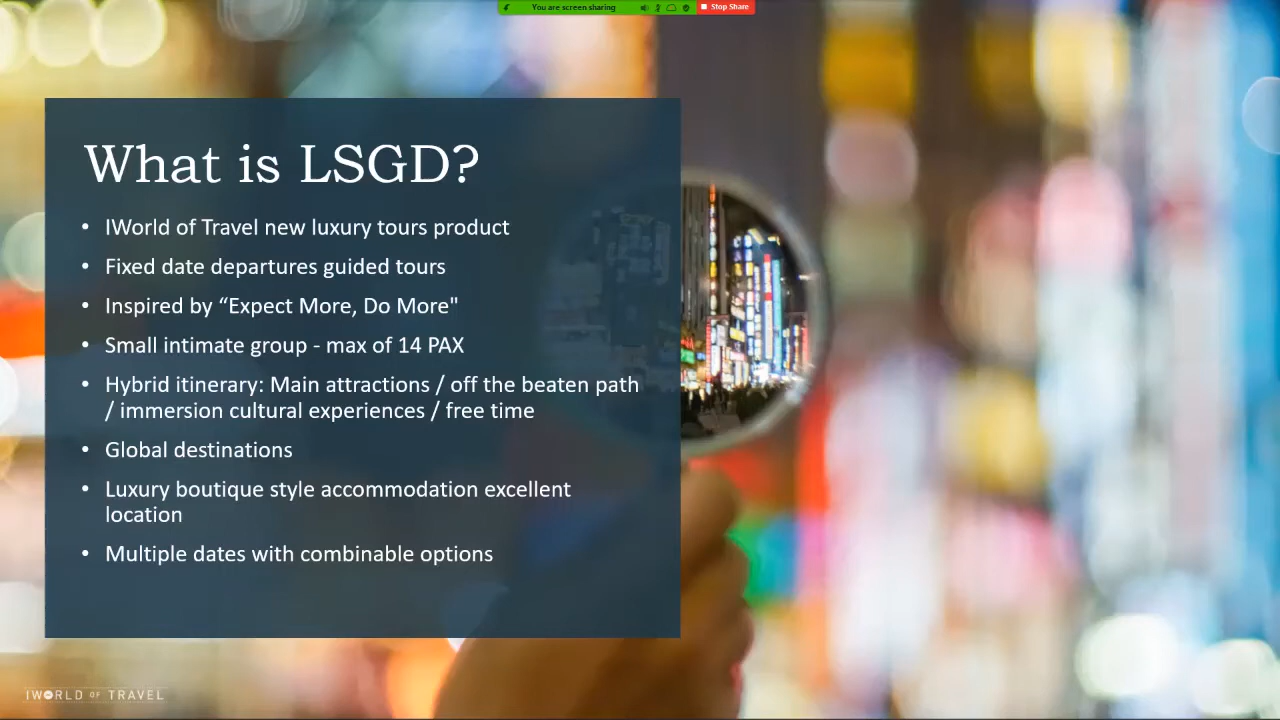 You are screen sharing
Stop Share
What is LSGD?
• IWorld of Travel new luxury tours product
• Fixed date departures guided tours
• Inspired by “Expect More, Do More"
• Small intimate group - max of 14 PAX
• Hybrid itinerary: Main attractions / off the beaten path
/ immersion cultural experiences / free time
• Global destinations
• Luxury boutique style accommodation excellent
location
• Multiple dates with combinable options
IWORLD OF TRAVEL